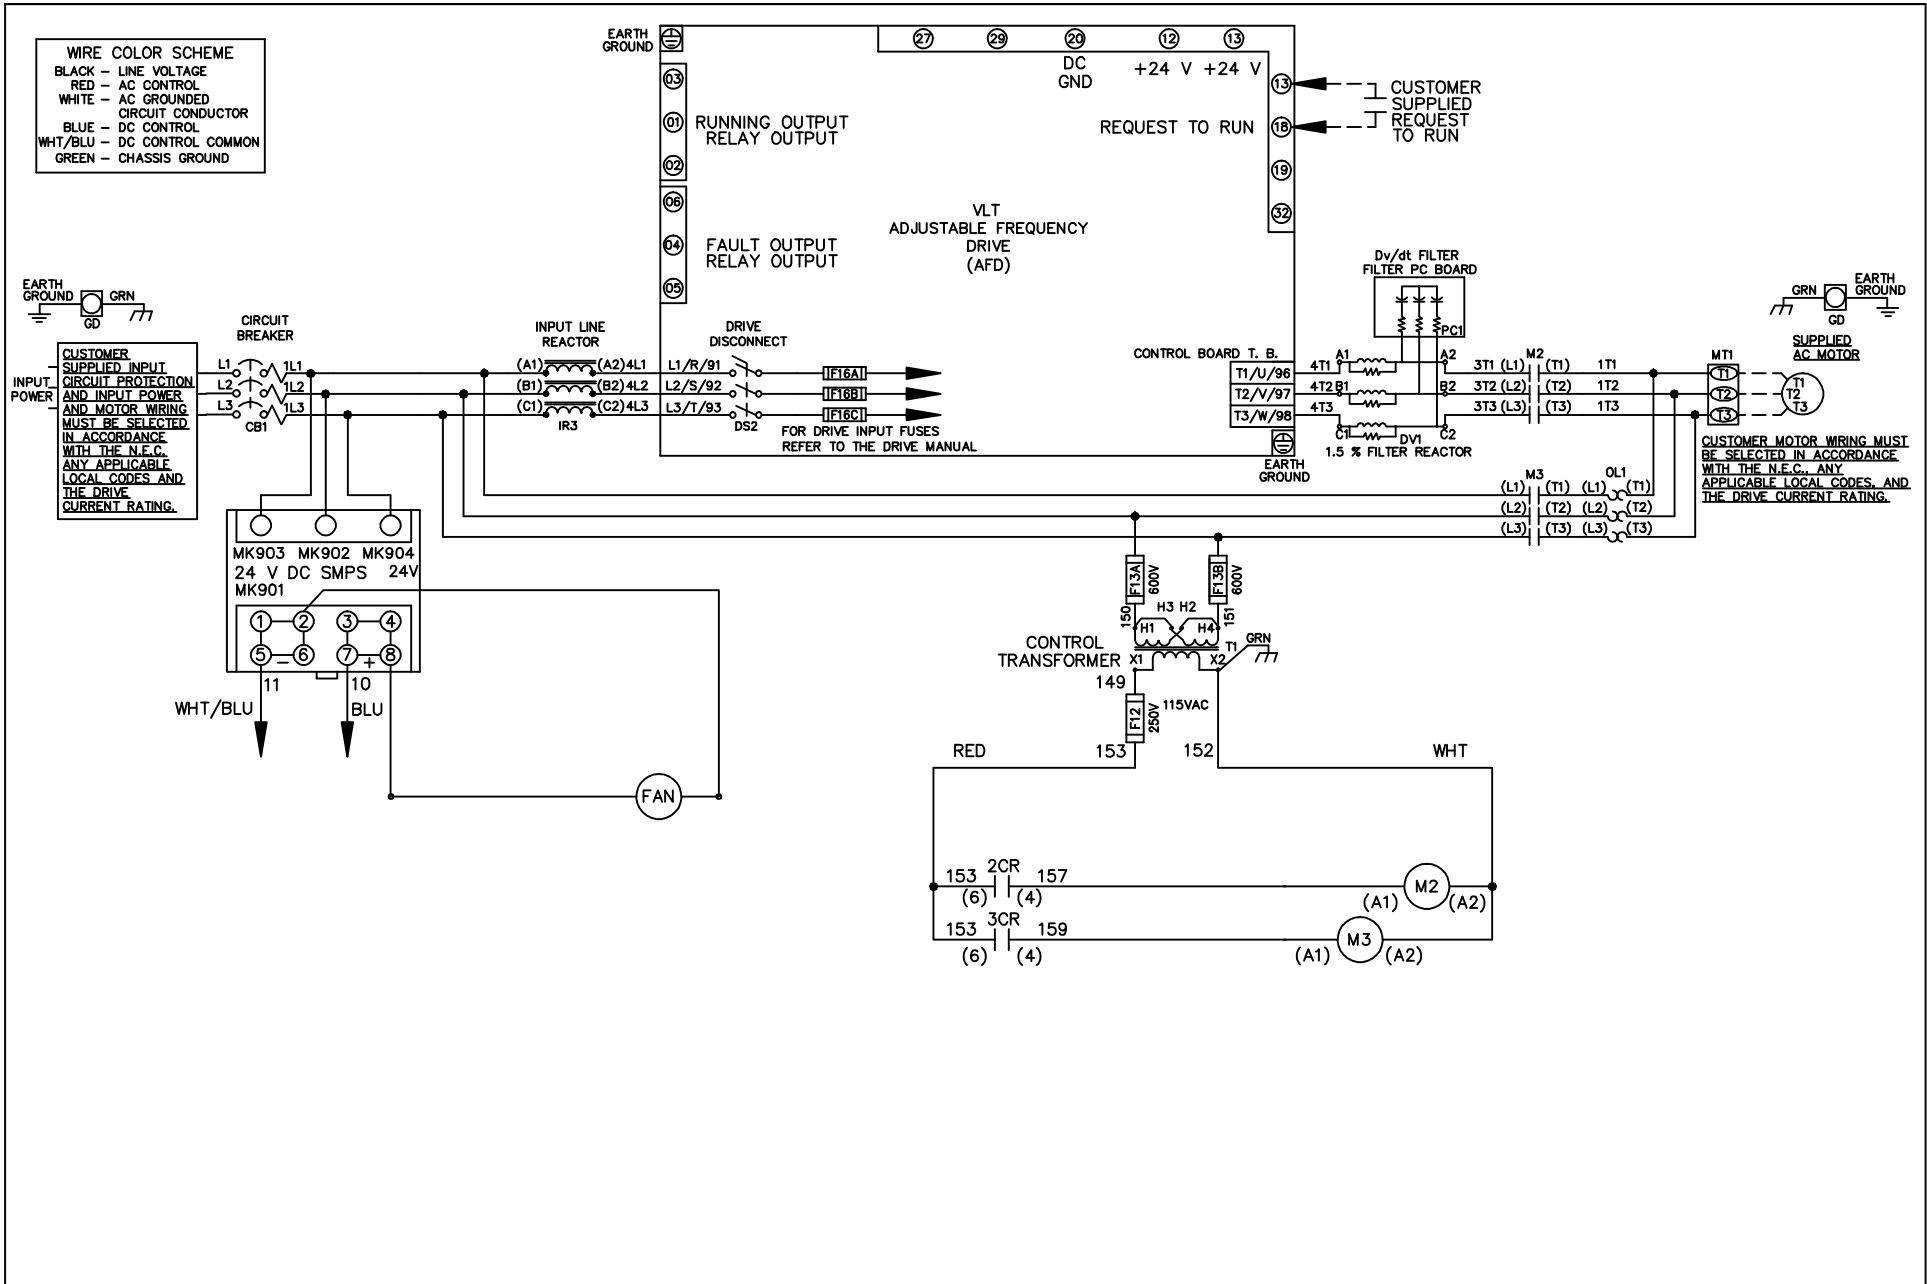 WIRE COLOR SCHEME
BLACK – LINE VOLTAGE
RED – AC CONTROL
WHITE – AC GROUNDED
CIRCUIT CONDUCTOR
BLUE – DC CONTROL
WHT/BLU – DC CONTROL COMMON
GREEN – CHASSIS GROUND
EARTH
GROUND
27
29
20
12
13
DC
GND
+24 V
+24 V
03
01
02
RUNNING OUTPUT
RELAY OUTPUT
06
04
05
FAULT OUTPUT
RELAY OUTPUT
13
18
19
32
REQUEST TO RUN
CUSTOMER
SUPPLIED
REQUEST
TO RUN
VLT
ADJUSTABLE FREQUENCY
DRIVE
(AFD)
Dv/dt FILTER
FILTER PC BOARD
PC1
EARTH
GROUND
GRN
GD
INPUT
POWER
CUSTOMER
SUPPLIED INPUT
CIRCUIT PROTECTION
AND INPUT POWER
AND MOTOR WIRING
MUST BE SELECTED
IN ACCORDANCE
WITH THE N.E.C.
ANY APPLICABLE
LOCAL CODES AND
THE DRIVE
CURRENT RATING.
CIRCUIT
BREAKER
L1
1L1
L2
1L2
L3
1L3
CB1
INPUT LINE
REACTOR
(A1)
(A2)
4L1
(B1)
(B2)
4L2
(C1)
(C2)
4L3
IR3
DRIVE
DISCONNECT
L1/R/91
L2/S/92
L3/T/93
DS2
F16A
F16B
F16C
FOR DRIVE INPUT FUSES
REFER TO THE DRIVE MANUAL
CONTROL BOARD T. B.
T1/U/96
T2/V/97
T3/W/98
EARTH
GROUND
4T1
A1
A2
4T2
B1
B2
4T3
C1
C2
DV1
1.5 % FILTER REACTOR
M2
3T1
(L1)
(T1)
1T1
3T2
(L2)
(T2)
1T2
3T3
(L3)
(T3)
1T3
MT1
T1
T2
T3
GRN
EARTH
GROUND
GD
SUPPLIED
AC MOTOR
T1
T2
T3
CUSTOMER MOTOR WIRING MUST
BE SELECTED IN ACCORDANCE
WITH THE N.E.C., ANY
APPLICABLE LOCAL CODES, AND
THE DRIVE CURRENT RATING.
M3
OL1
(L1)
(T1)
(L1)
(T1)
(L2)
(T2)
(L2)
(T2)
(L3)
(T3)
(L3)
(T3)
MK903
MK902
MK904
24 V DC SMPS
24V
MK901
1
2
3
4
5
–
6
7
+
8
11
10
WHT/BLU
BLU
FAN
F13A
600V
F13B
600V
150
151
H3
H2
H1
H4
T1
GRN
CONTROL
TRANSFORMER
X1
X2
149
F12
250V
115VAC
RED
153
152
WHT
153
2CR
157
(6)
(4)
M2
(A1)
(A2)
153
3CR
159
(6)
(4)
M3
(A1)
(A2)